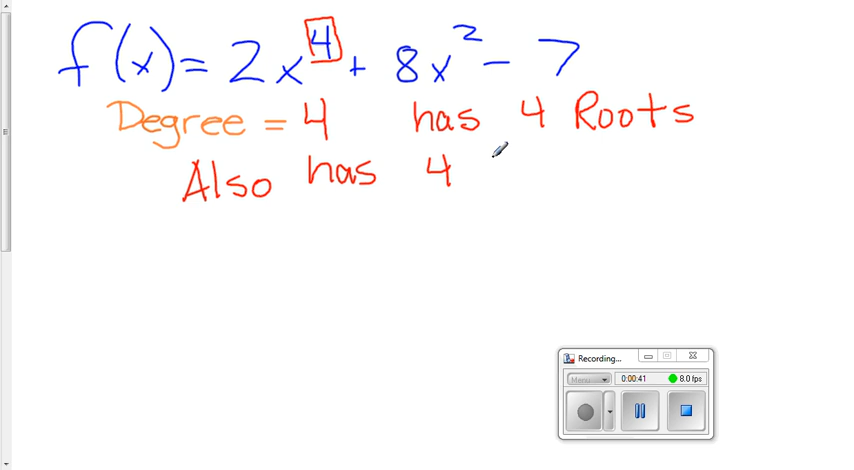 f(x) = 2x⁴ + 8x² - 7
Degree = 4 has 4 Roots
Also has 4
Recording...
Menu 0:00:41 8.0 fps